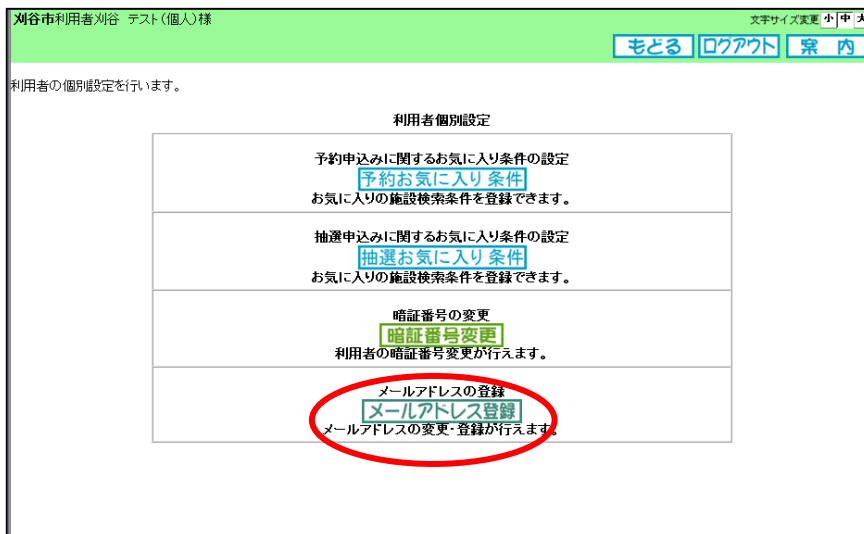 刈谷市利用者刈谷 テスト(個人)様
文字サイズ変更 小 中 大
もどる ログアウト 案 内
利用者の個別設定を行います。
利用者個別設定
予約申込みに関するお気に入り条件の設定
予約お気に入り条件
お気に入りの施設検索条件を登録できます。
抽選申込みに関するお気に入り条件の設定
抽選お気に入り条件
お気に入りの施設検索条件を登録できます。
暗証番号の変更
暗証番号変更
利用者の暗証番号変更が行えます。
メールアドレスの登録
メールアドレス登録
メールアドレスの変更・登録が行えます。